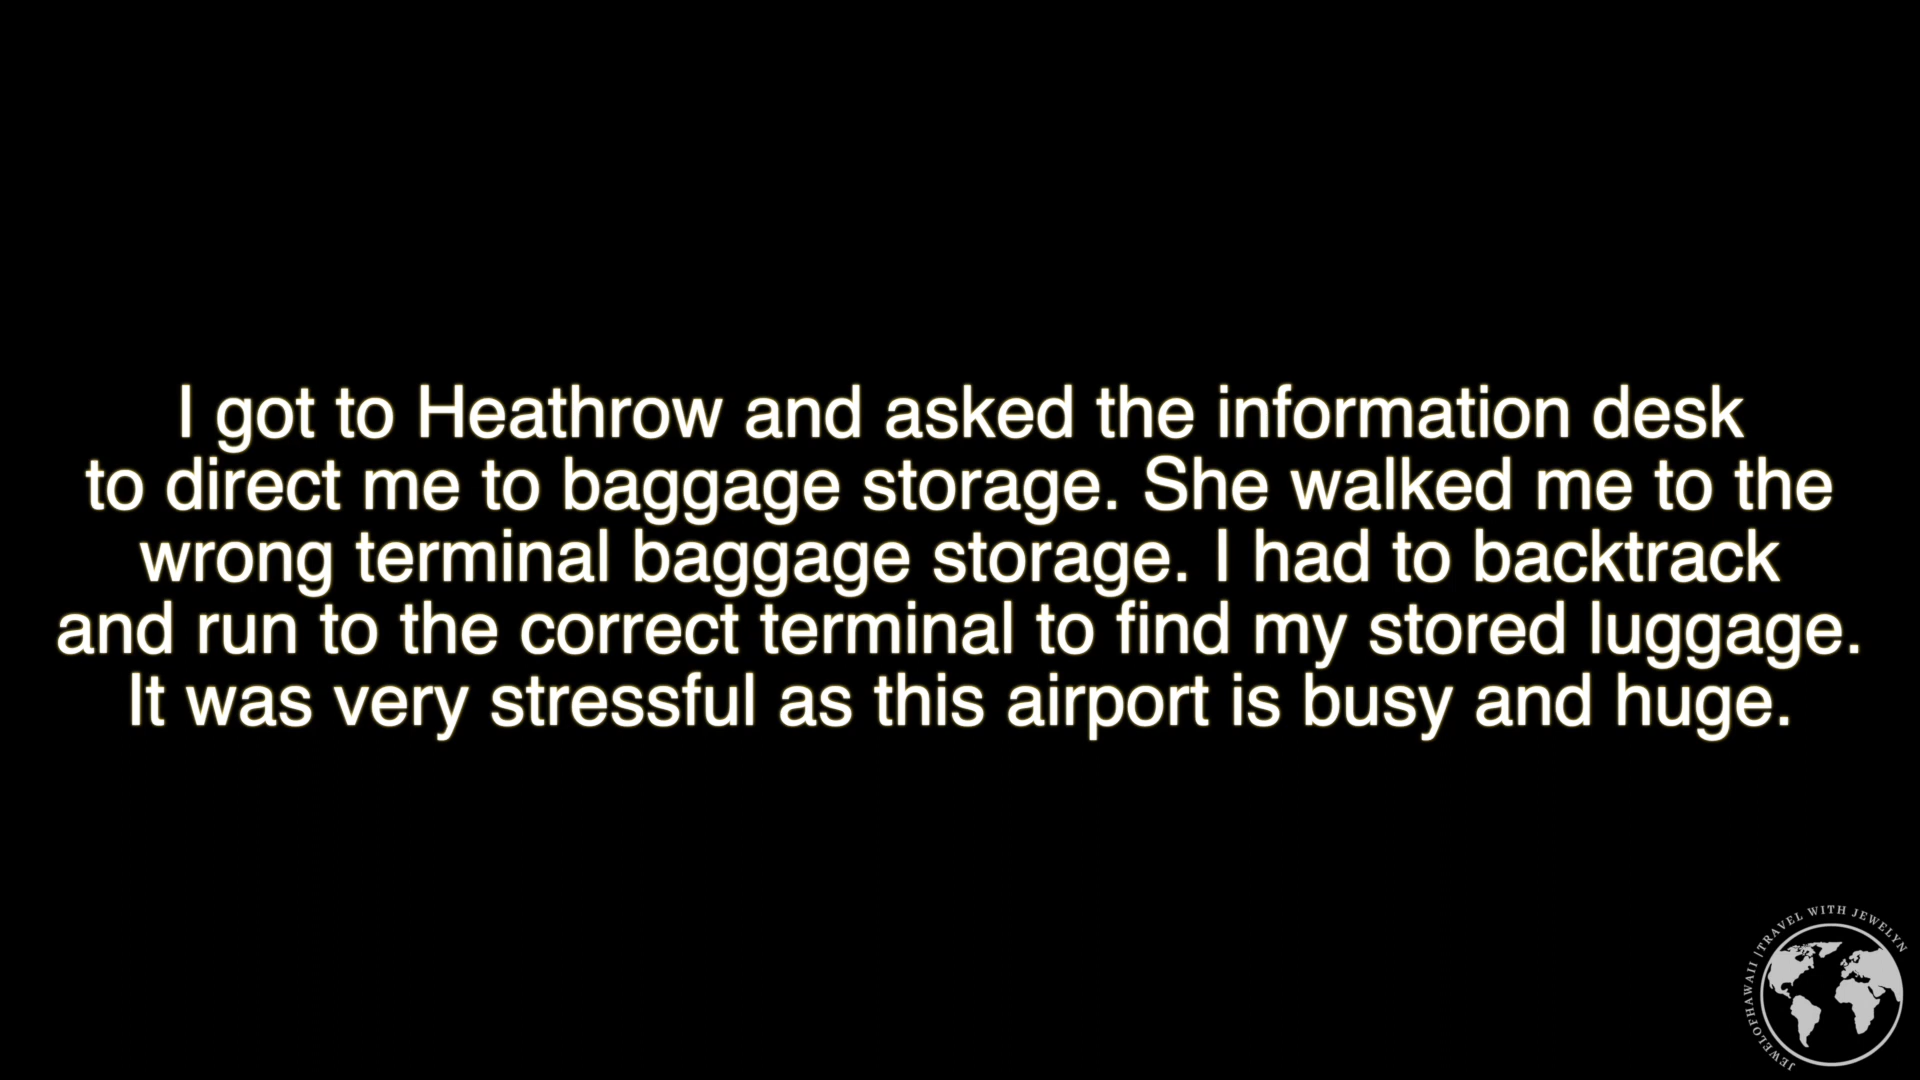 I got to Heathrow and asked the information desk
to direct me to baggage storage. She walked me to the
wrong terminal baggage storage. I had to backtrack
and run to the correct terminal to find my stored luggage.
It was very stressful as this airport is busy and huge.
JEWELOFHAWAII | TRAVEL WITH JEWELYN